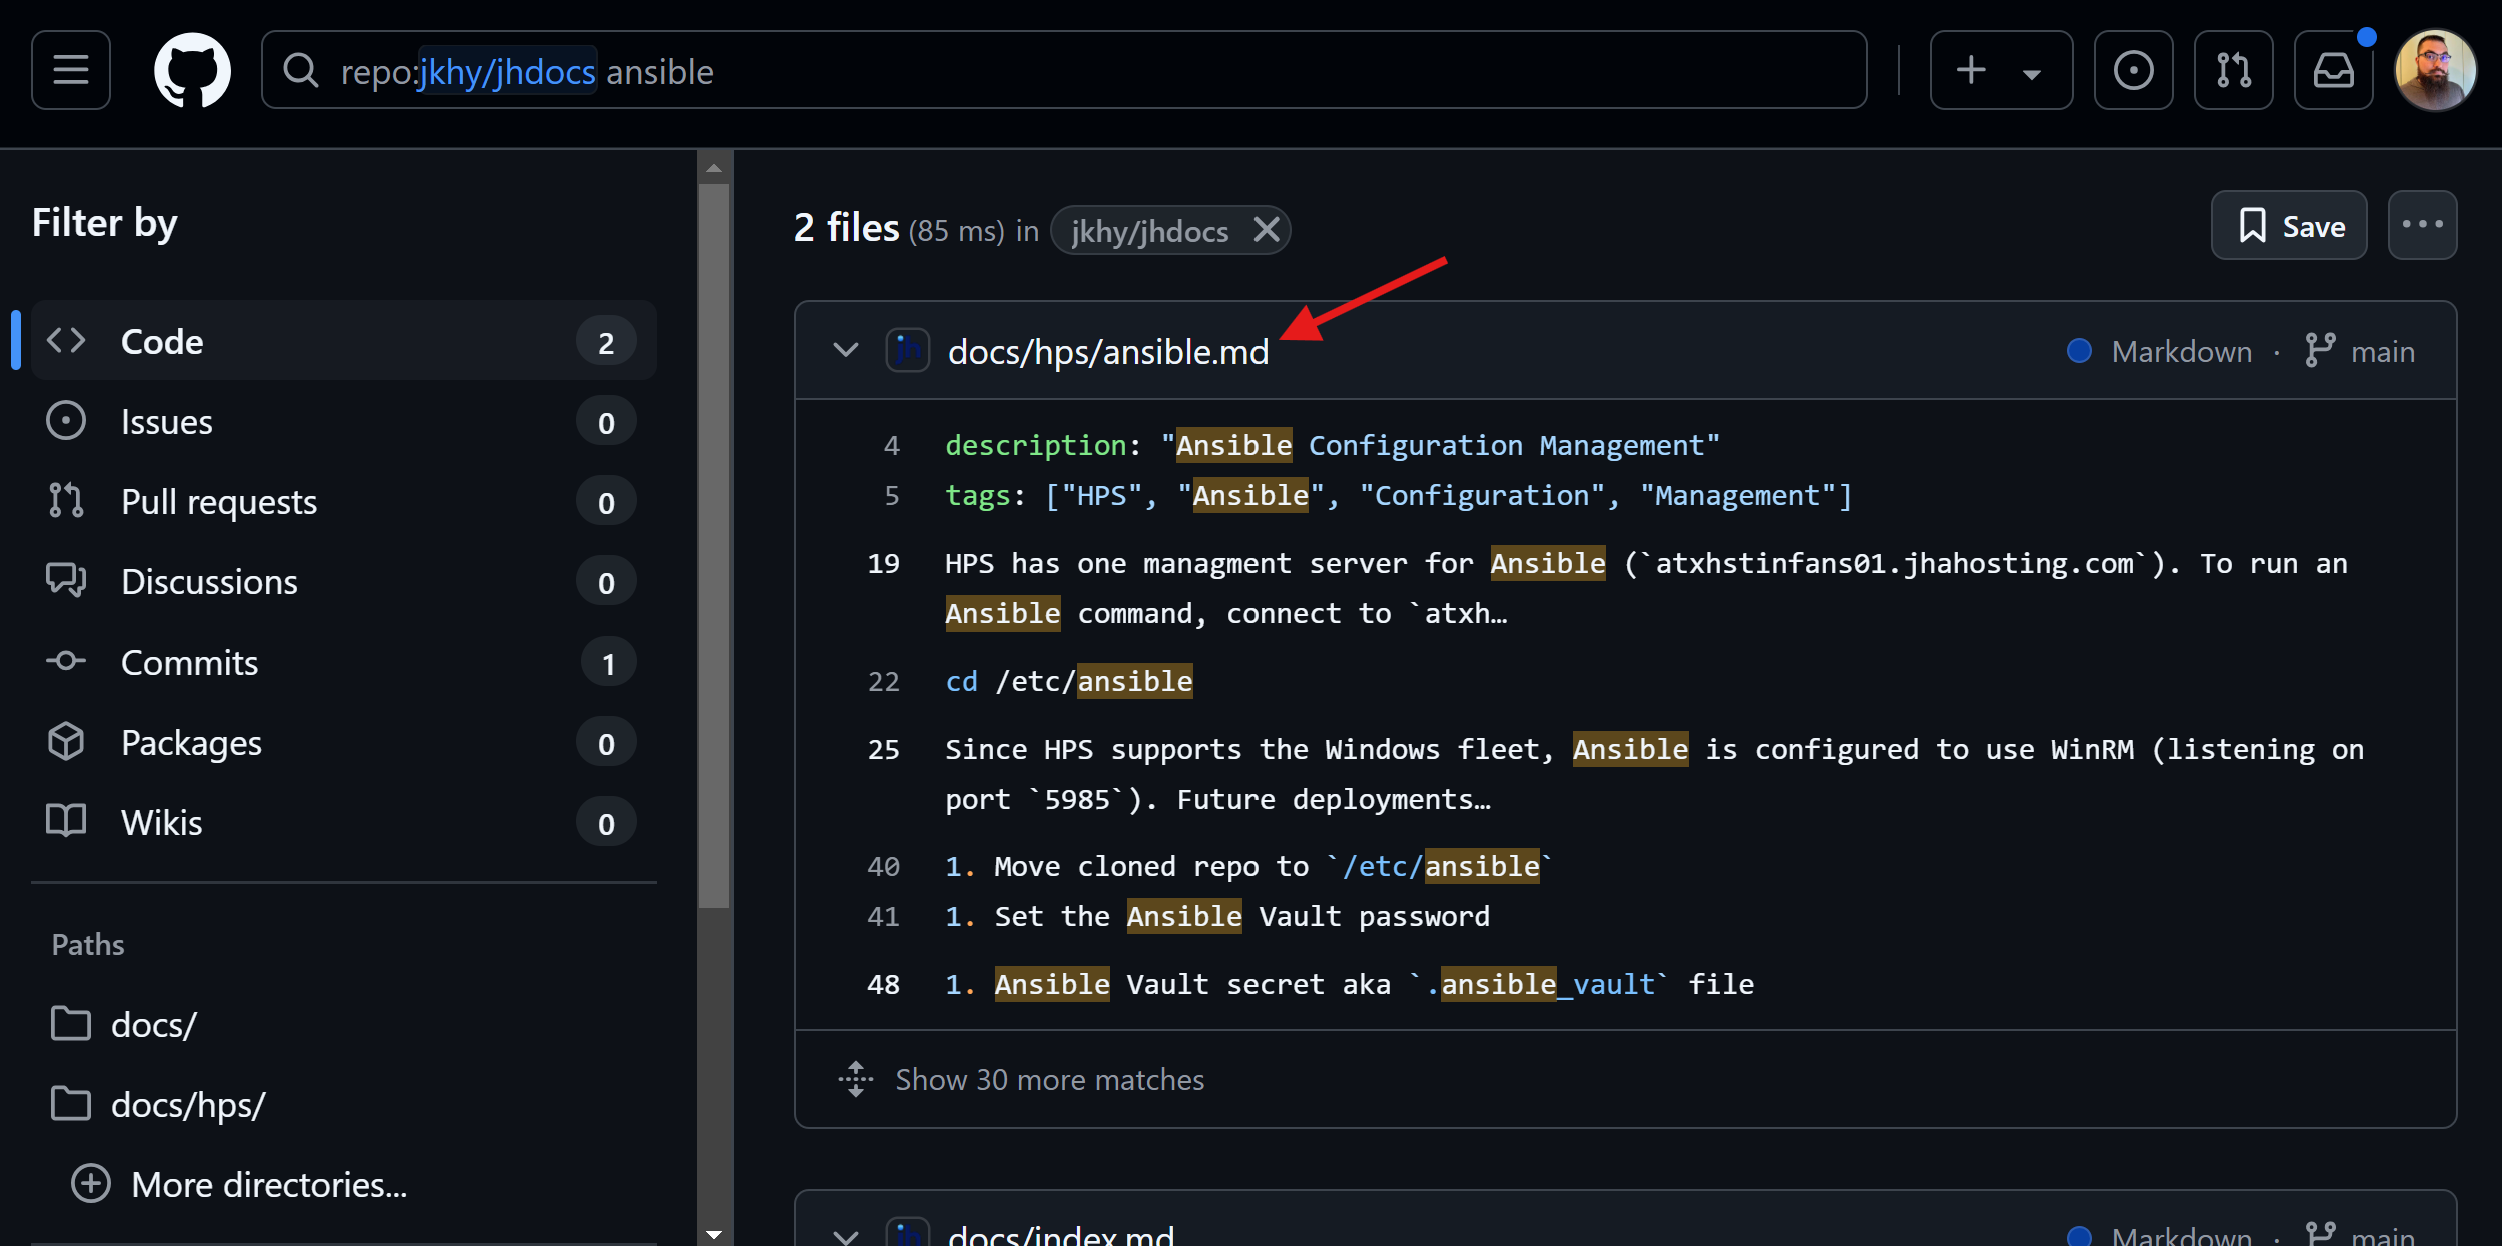 repo:jkhy/jhdocs ansible
Filter by
Code 2
Issues 0
Pull requests 0
Discussions 0
Commits 1
Packages 0
Wikis 0
Paths
docs/
docs/hps/
More directories...
2 files (85 ms) in jkhy/jhdocs
Save
jh docs/hps/ansible.md Markdown · main
4 description: "Ansible Configuration Management"
5 tags: ["HPS", "Ansible", "Configuration", "Management"]
19 HPS has one managment server for Ansible (`atxhstinfans01.jhahosting.com`). To run an
Ansible command, connect to `atxh…
22 cd /etc/ansible
25 Since HPS supports the Windows fleet, Ansible is configured to use WinRM (listening on
port `5985`). Future deployments…
40 1. Move cloned repo to `/etc/ansible`
41 1. Set the Ansible Vault password
48 1. Ansible Vault secret aka `.ansible_vault` file
Show 30 more matches
jh docs/index.md Markdown · main